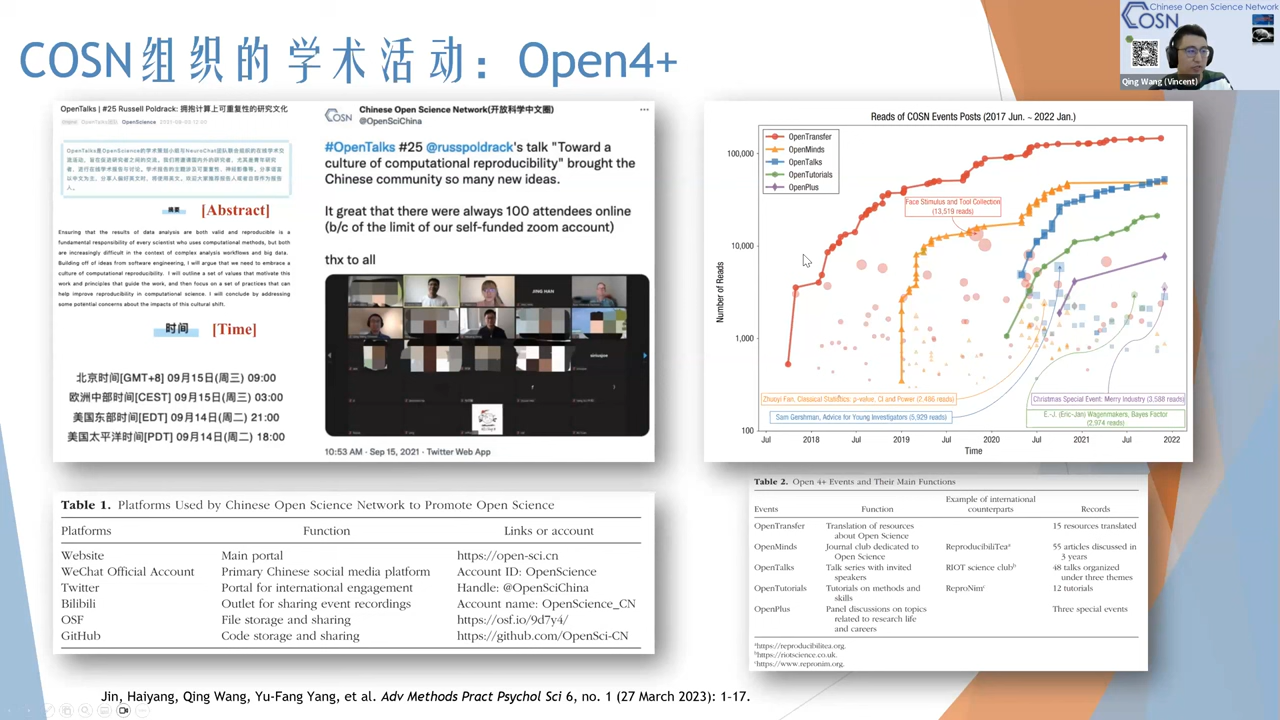 COSN组织的学术活动：Open4+
Chinese Open Science Network
COSN
Qing Wang (Vincent)
OpenTalks | #25 Russell Poldrack: 拥抱计算上可重复性的研究文化
OpenScience
摘要
[Abstract]
Ensuring that the results of data analysis are both valid and reproducible is a
fundamental responsibility of every scientist who uses computational methods, but both
are increasingly difficult in the context of complex analysis workflows and big data.
Building off of ideas from software engineering, I will argue that we need to embrace a
culture of computational reproducibility. I will outline a set of values that motivate this
work and principles that guide the work, and then focus on a set of practices that can
help improve reproducibility in computational science. I will conclude by addressing
some potential concerns about the impacts of this cultural shift.
时间
[Time]
北京时间[GMT+8] 09月15日(周三) 09:00
欧洲中部时间[CEST] 09月15日(周三) 03:00
美国东部时间[EDT] 09月14日(周二) 21:00
美国太平洋时间[PDT] 09月14日(周二) 18:00
COSN
Chinese Open Science Network(开放科学中文圈)
@OpenSciChina
#OpenTalks #25 @russpoldrack's talk "Toward a
culture of computational reproducibility" brought the
Chinese community so many new ideas.
It great that there were always 100 attendees online
(b/c of the limit of our self-funded zoom account)
thx to all
JING HAN
10:53 AM · Sep 15, 2021 · Twitter Web App
Reads of COSN Events Posts (2017 Jun. ~ 2022 Jan.)
OpenTransfer
OpenMinds
OpenTalks
OpenTutorials
OpenPlus
100,000
10,000
1,000
100
Number of Reads
Face Stimulus and Tool Collection
(13,519 reads)
Zhuoyi Fan, Classical Statistics: p-value, CI and Power (2,486 reads)
Christmas Special Event: Merry Industry (3,588 reads)
Sam Gershman, Advice for Young Investigators (5,929 reads)
E.-J. (Eric-Jan) Wagenmakers, Bayes Factor
(2,974 reads)
Jul 2018 Jul 2019 Jul 2020 Jul 2021 Jul 2022
Time
Table 1. Platforms Used by Chinese Open Science Network to Promote Open Science
Platforms Function Links or account
Website Main portal https://open-sci.cn
WeChat Official Account Primary Chinese social media platform Account ID: OpenScience
Twitter Portal for international engagement Handle: @OpenSciChina
Bilibili Outlet for sharing event recordings Account name: OpenScience_CN
OSF File storage and sharing https://osf.io/9d7y4/
GitHub Code storage and sharing https://github.com/OpenSci-CN
Table 2. Open 4+ Events and Their Main Functions
Events Function Example of international
counterparts Records
OpenTransfer Translation of resources
about Open Science 15 resources translated
OpenMinds Journal club dedicated to
Open Science ReproducibiliTeaᵃ 55 articles discussed in
3 years
OpenTalks Talk series with invited
speakers RIOT science clubᵇ 48 talks organized
under three themes
OpenTutorials Tutorials on methods and
skills ReproNimᶜ 12 tutorials
OpenPlus Panel discussions on topics
related to research life
and careers Three special events
ᵃhttps://reproducibilitea.org.
ᵇhttps://riotscience.co.uk.
ᶜhttps://www.repronim.org.
Jin, Haiyang, Qing Wang, Yu-Fang Yang, et al. Adv Methods Pract Psychol Sci 6, no. 1 (27 March 2023): 1–17.